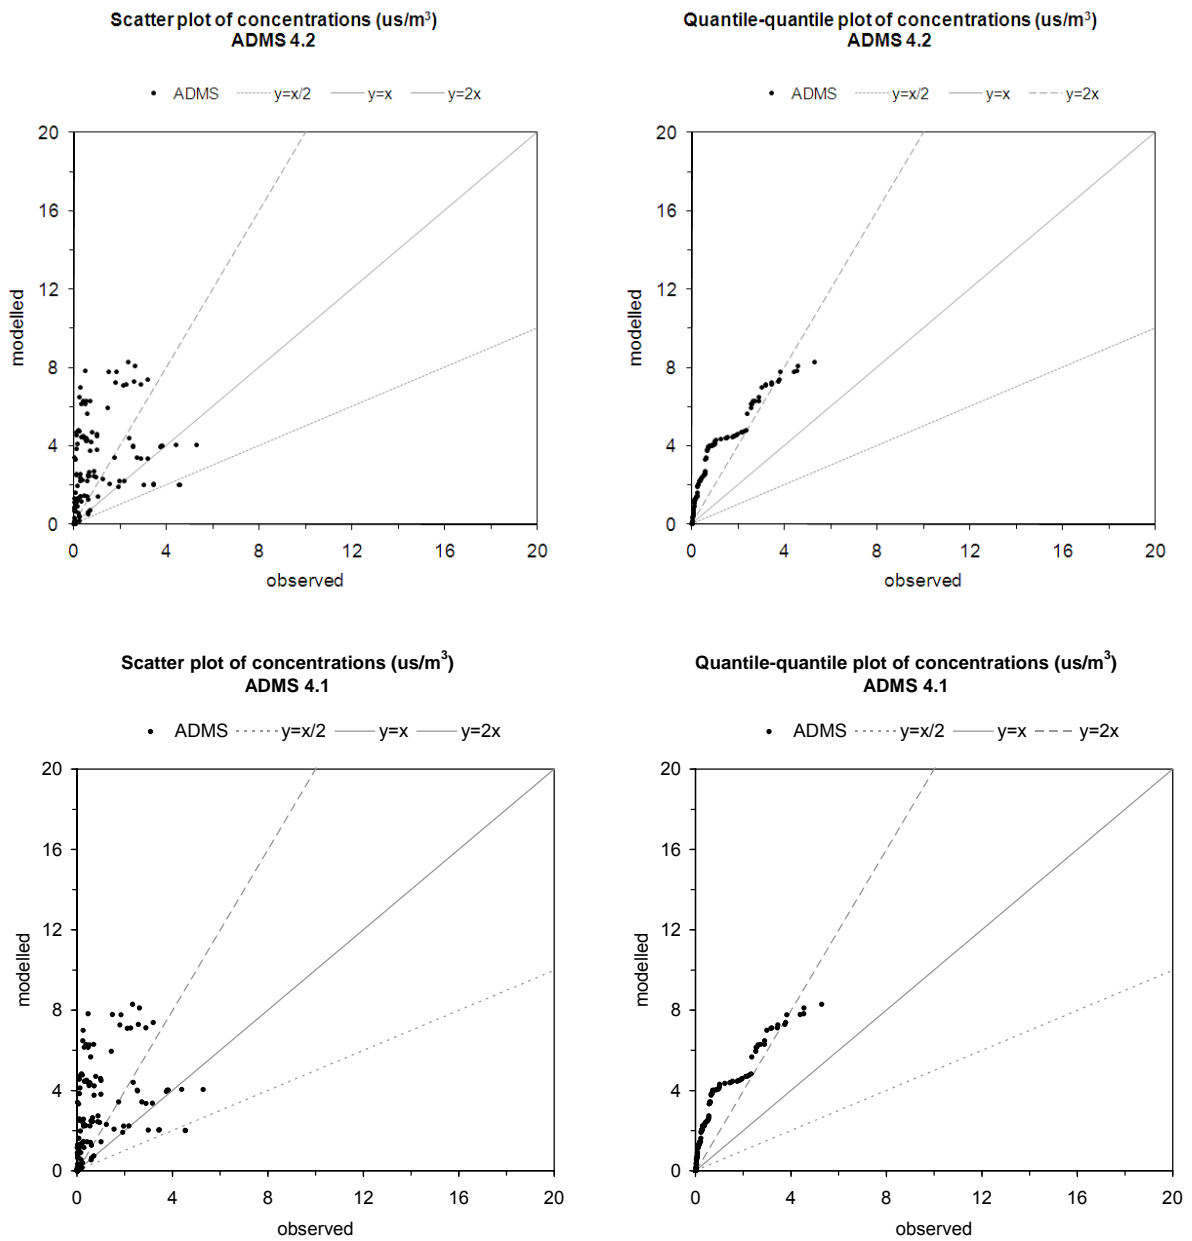 Scatter plot of concentrations (us/m³)
ADMS 4.2
ADMS y=x/2 y=x y=2x
20
16
12
8
4
0
modelled
0 4 8 12 16 20
observed
Quantile-quantile plot of concentrations (us/m³)
ADMS 4.2
ADMS y=x/2 y=x y=2x
20
16
12
8
4
0
modelled
0 4 8 12 16 20
observed
Scatter plot of concentrations (us/m³)
ADMS 4.1
ADMS y=x/2 y=x y=2x
20
16
12
8
4
0
modelled
0 4 8 12 16 20
observed
Quantile-quantile plot of concentrations (us/m³)
ADMS 4.1
ADMS y=x/2 y=x y=2x
20
16
12
8
4
0
modelled
0 4 8 12 16 20
observed